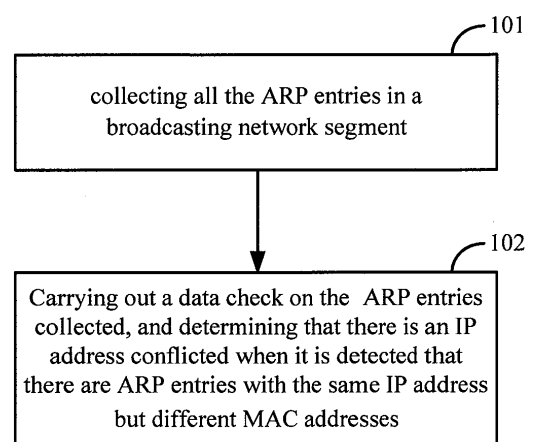 101
collecting all the ARP entries in a
broadcasting network segment
102
Carrying out a data check on the ARP entries
collected, and determining that there is an IP
address conflicted when it is detected that
there are ARP entries with the same IP address
but different MAC addresses